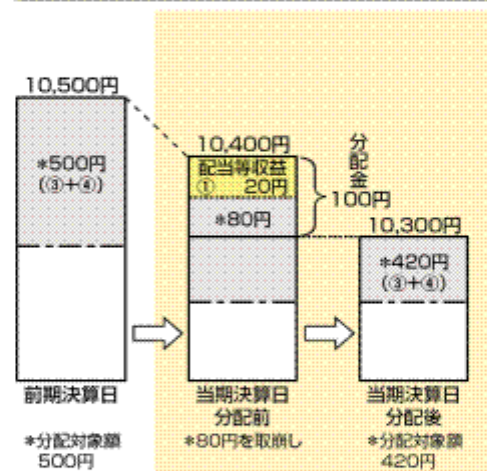 10,500円
*500円
(③+④)
10,400円
配当等収益
① 20円
*80円
分配金
100円
10,300円
*420円
(③+④)
前期決算日
当期決算日
分配前
当期決算日
分配後
*分配対象額
500円
*80円を取崩し
*分配対象額
420円